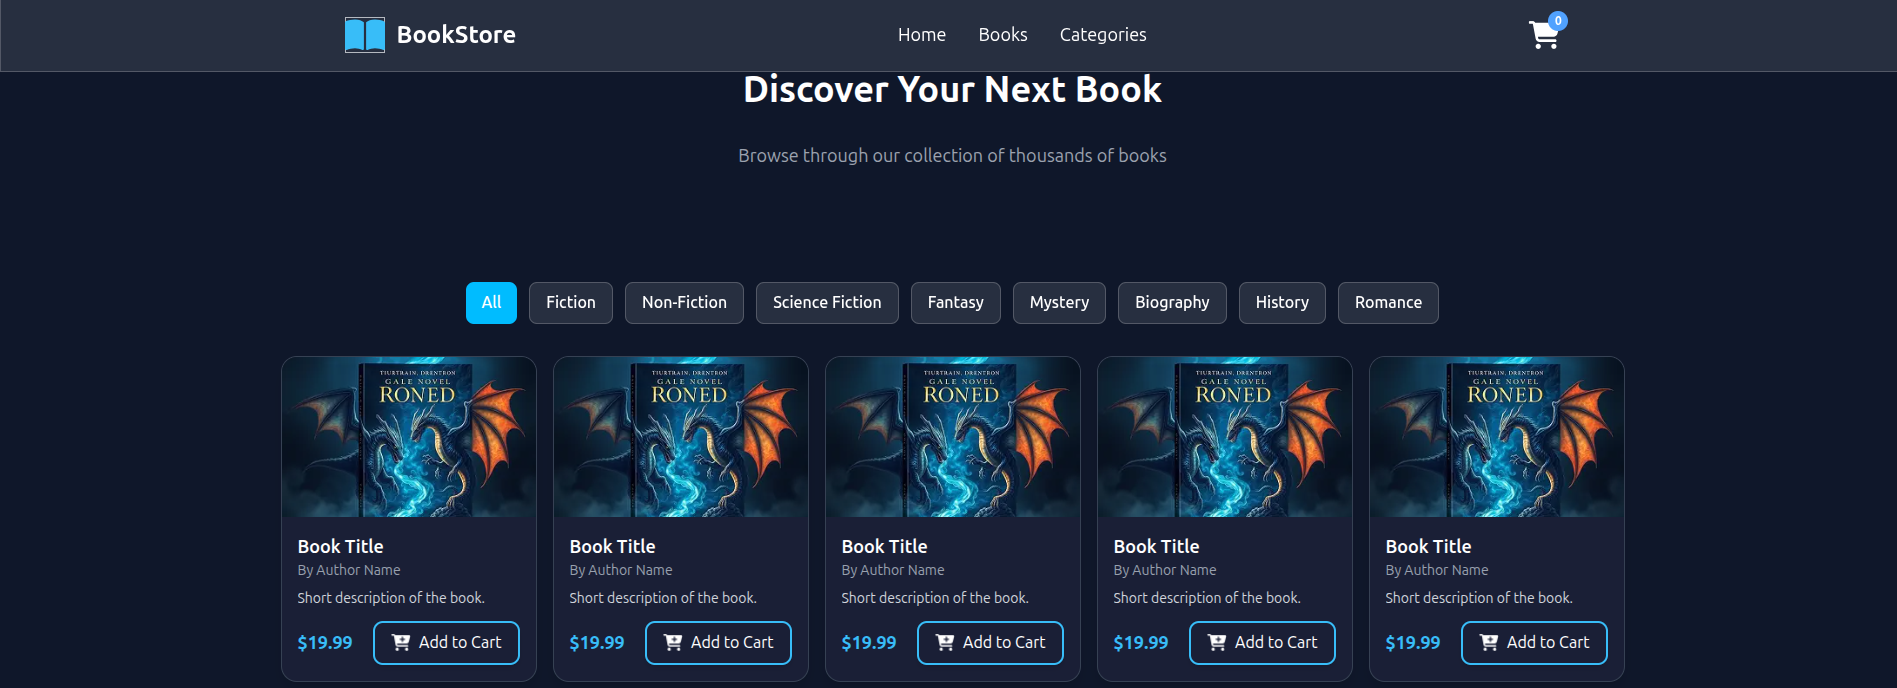 BookStore Home Books Categories 0
Discover Your Next Book
Browse through our collection of thousands of books
All Fiction Non-Fiction Science Fiction Fantasy Mystery Biography History Romance
TIURTRAIN, DRENTRON
GALE NOVEL
RONED
Book Title
By Author Name
Short description of the book.
$19.99 Add to Cart
TIURTRAIN, DRENTRON
GALE NOVEL
RONED
Book Title
By Author Name
Short description of the book.
$19.99 Add to Cart
TIURTRAIN, DRENTRON
GALE NOVEL
RONED
Book Title
By Author Name
Short description of the book.
$19.99 Add to Cart
TIURTRAIN, DRENTRON
GALE NOVEL
RONED
Book Title
By Author Name
Short description of the book.
$19.99 Add to Cart
TIURTRAIN, DRENTRON
GALE NOVEL
RONED
Book Title
By Author Name
Short description of the book.
$19.99 Add to Cart